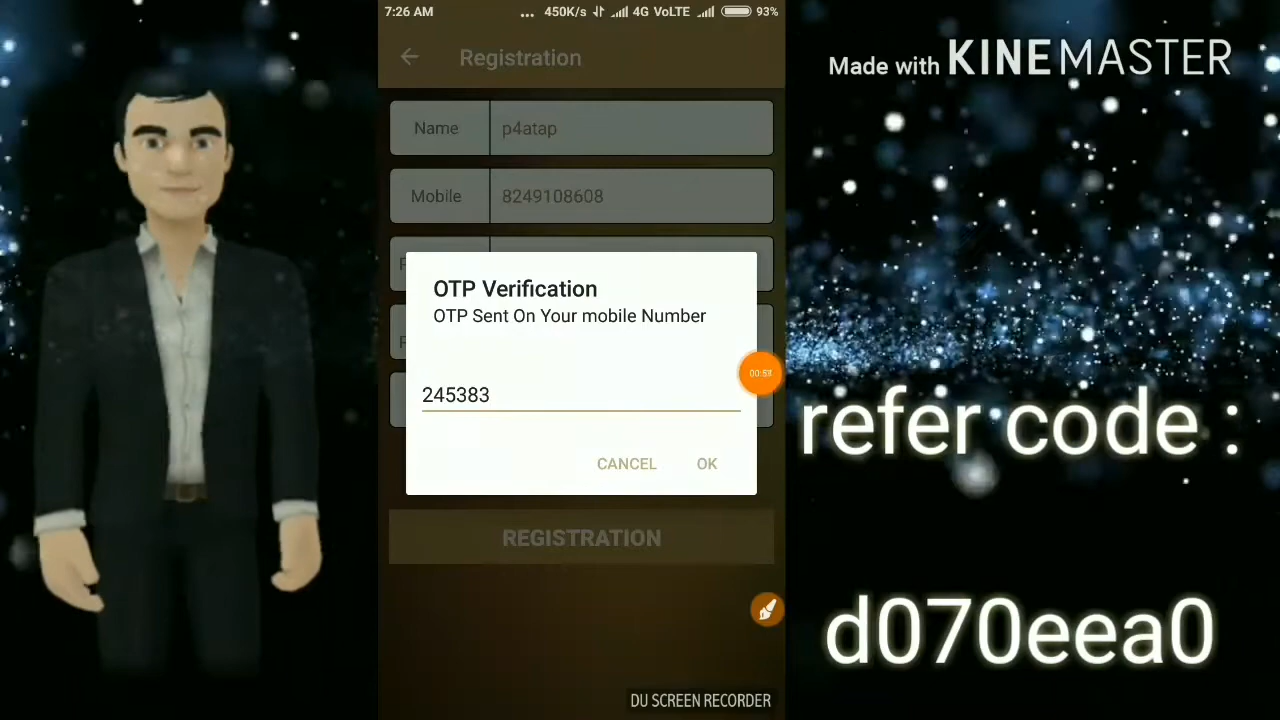 7:26 AM
... 450K/s 4G VoLTE 93%
Made with KINEMASTER
Registration
Name p4atap
Mobile 8249108608
OTP Verification
OTP Sent On Your mobile Number
245383
CANCEL OK
REGISTRATION
refer code :
d070eea0
DU SCREEN RECORDER